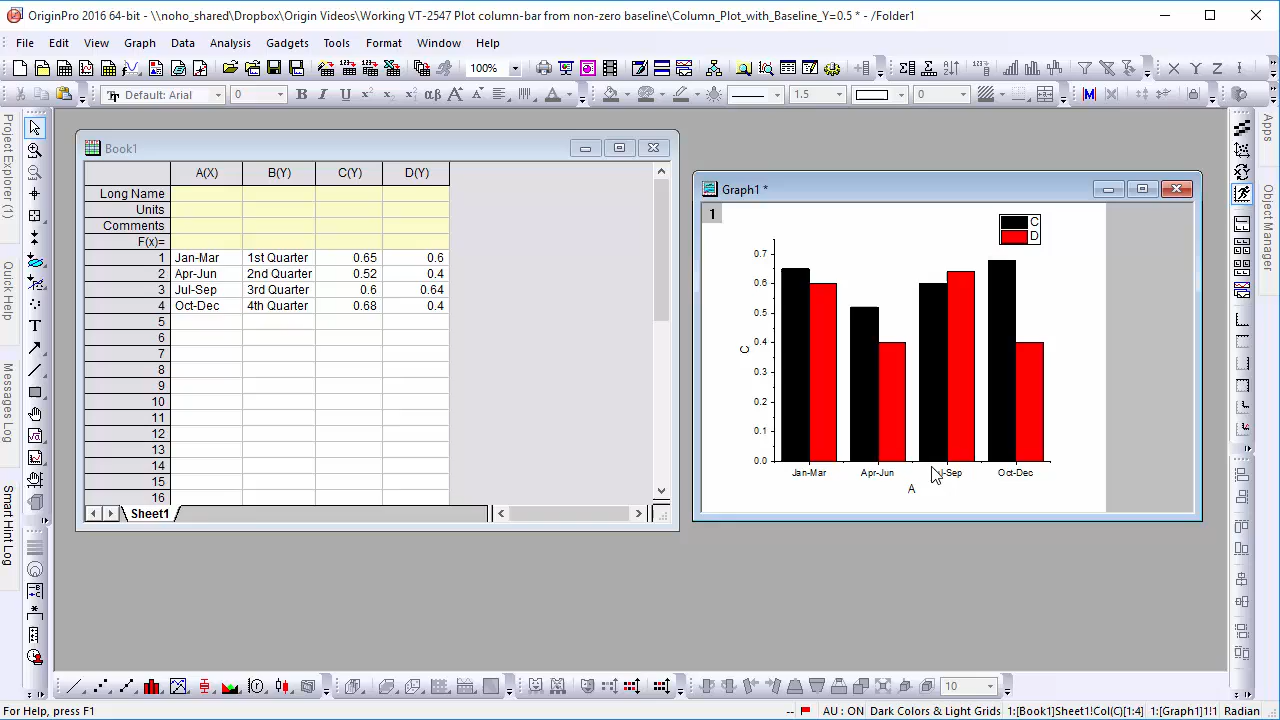 OriginPro 2016 64-bit - \\noho_shared\Dropbox\Origin Videos\Working VT-2547 Plot column-bar from non-zero baseline\Column_Plot_with_Baseline_Y=0.5 * - /Folder1
File Edit View Graph Data Analysis Gadgets Tools Format Window Help
100%
Default: Arial 0 B I U αβ A A 1.5 0
Project Explorer (1)
Quick Help
Messages Log
Smart Hint Log
Apps
Object Manager
Book1
A(X) B(Y) C(Y) D(Y)
Long Name
Units
Comments
F(x)=
1 Jan-Mar 1st Quarter 0.65 0.6
2 Apr-Jun 2nd Quarter 0.52 0.4
3 Jul-Sep 3rd Quarter 0.6 0.64
4 Oct-Dec 4th Quarter 0.68 0.4
5
6
7
8
9
10
11
12
13
14
15
16
Sheet1
Graph1 *
1
C
D
0.7
0.6
0.5
0.4
0.3
0.2
0.1
0.0
C
Jan-Mar Apr-Jun Jul-Sep Oct-Dec
A
10
For Help, press F1 -- AU : ON Dark Colors & Light Grids 1:[Book1]Sheet1!Col(C)[1:4] 1:[Graph1]1!1 Radian